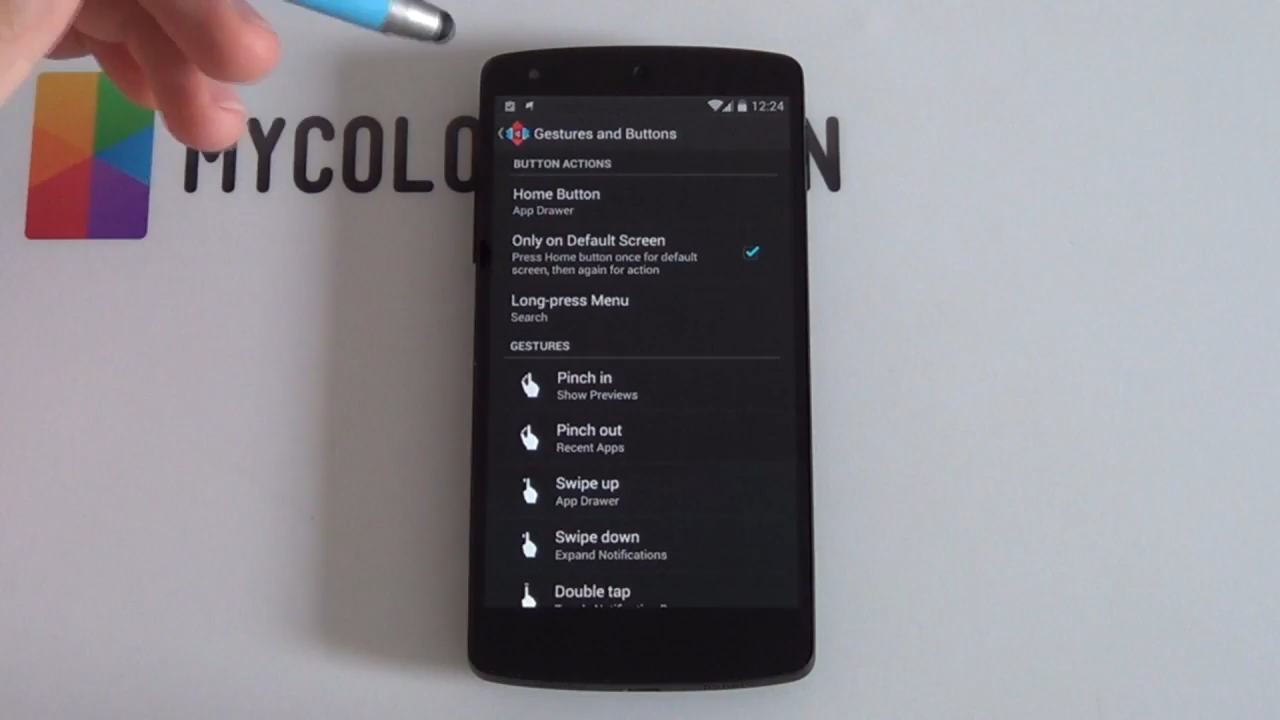 MYCOLO N
12:24
Gestures and Buttons
BUTTON ACTIONS
Home Button
App Drawer
Only on Default Screen
Press Home button once for default
screen, then again for action
Long-press Menu
Search
GESTURES
Pinch in
Show Previews
Pinch out
Recent Apps
Swipe up
App Drawer
Swipe down
Expand Notifications
Double tap